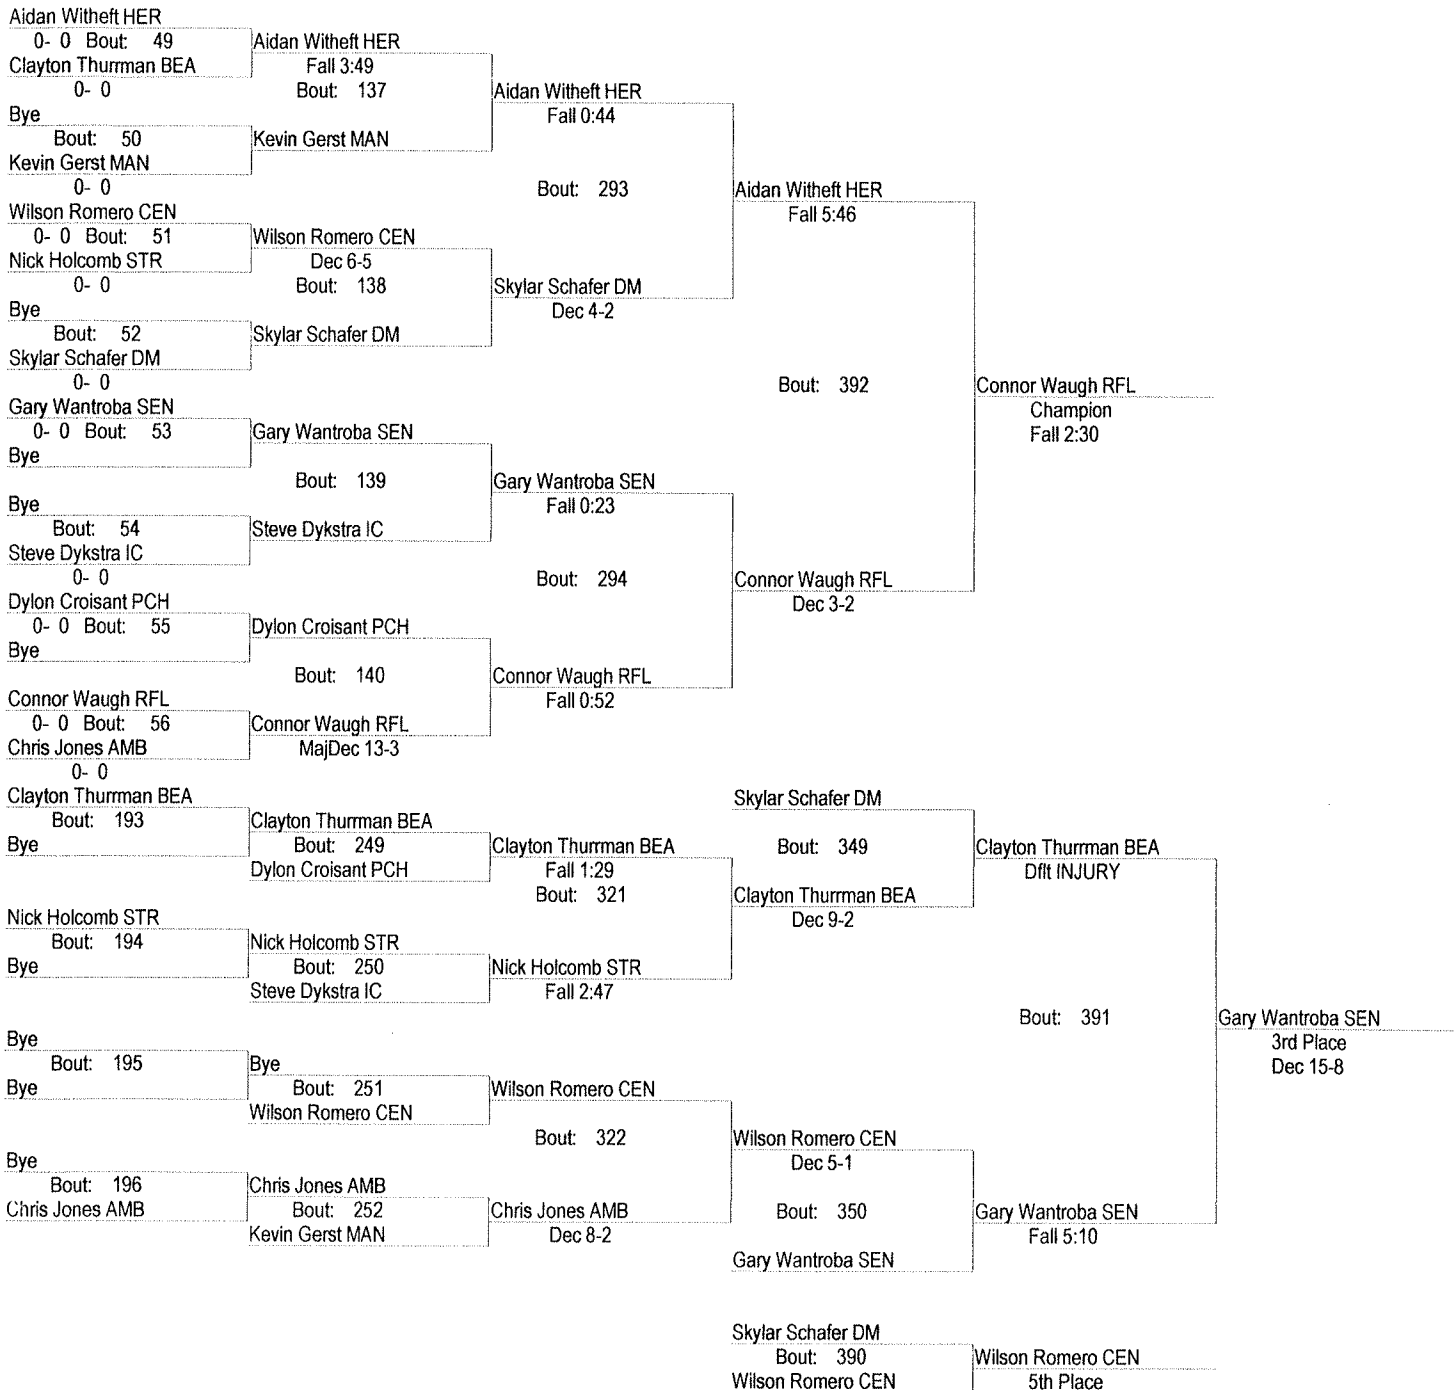 Aidan Witheft HER
0- 0 Bout: 49
Clayton Thurrman BEA
0- 0
Bye
Bout: 50
Kevin Gerst MAN
0- 0
Wilson Romero CEN
0- 0 Bout: 51
Nick Holcomb STR
0- 0
Bye
Bout: 52
Skylar Schafer DM
0- 0
Gary Wantroba SEN
0- 0 Bout: 53
Bye
Bye
Bout: 54
Steve Dykstra IC
0- 0
Dylon Croisant PCH
0- 0 Bout: 55
Bye
Connor Waugh RFL
0- 0 Bout: 56
Chris Jones AMB
0- 0
Aidan Witheft HER
Fall 3:49
Bout: 137
Kevin Gerst MAN
Wilson Romero CEN
Dec 6-5
Bout: 138
Skylar Schafer DM
Gary Wantroba SEN
Bout: 139
Steve Dykstra IC
Dylon Croisant PCH
Bout: 140
Connor Waugh RFL
MajDec 13-3
Aidan Witheft HER
Fall 0:44
Bout: 293
Skylar Schafer DM
Dec 4-2
Gary Wantroba SEN
Fall 0:23
Bout: 294
Connor Waugh RFL
Fall 0:52
Aidan Witheft HER
Fall 5:46
Bout: 392
Connor Waugh RFL
Dec 3-2
Connor Waugh RFL
Champion
Fall 2:30
Clayton Thurrman BEA
Bout: 193
Bye
Nick Holcomb STR
Bout: 194
Bye
Bye
Bout: 195
Bye
Bye
Bout: 196
Chris Jones AMB
Clayton Thurrman BEA
Bout: 249
Dylon Croisant PCH
Nick Holcomb STR
Bout: 250
Steve Dykstra IC
Bye
Bout: 251
Wilson Romero CEN
Chris Jones AMB
Bout: 252
Kevin Gerst MAN
Clayton Thurrman BEA
Fall 1:29
Bout: 321
Nick Holcomb STR
Fall 2:47
Wilson Romero CEN
Bout: 322
Chris Jones AMB
Dec 8-2
Skylar Schafer DM
Bout: 349
Clayton Thurrman BEA
Dec 9-2
Wilson Romero CEN
Dec 5-1
Bout: 350
Gary Wantroba SEN
Clayton Thurrman BEA
Dflt INJURY
Bout: 391
Gary Wantroba SEN
Fall 5:10
Gary Wantroba SEN
3rd Place
Dec 15-8
Skylar Schafer DM
Bout: 390
Wilson Romero CEN
Wilson Romero CEN
5th Place